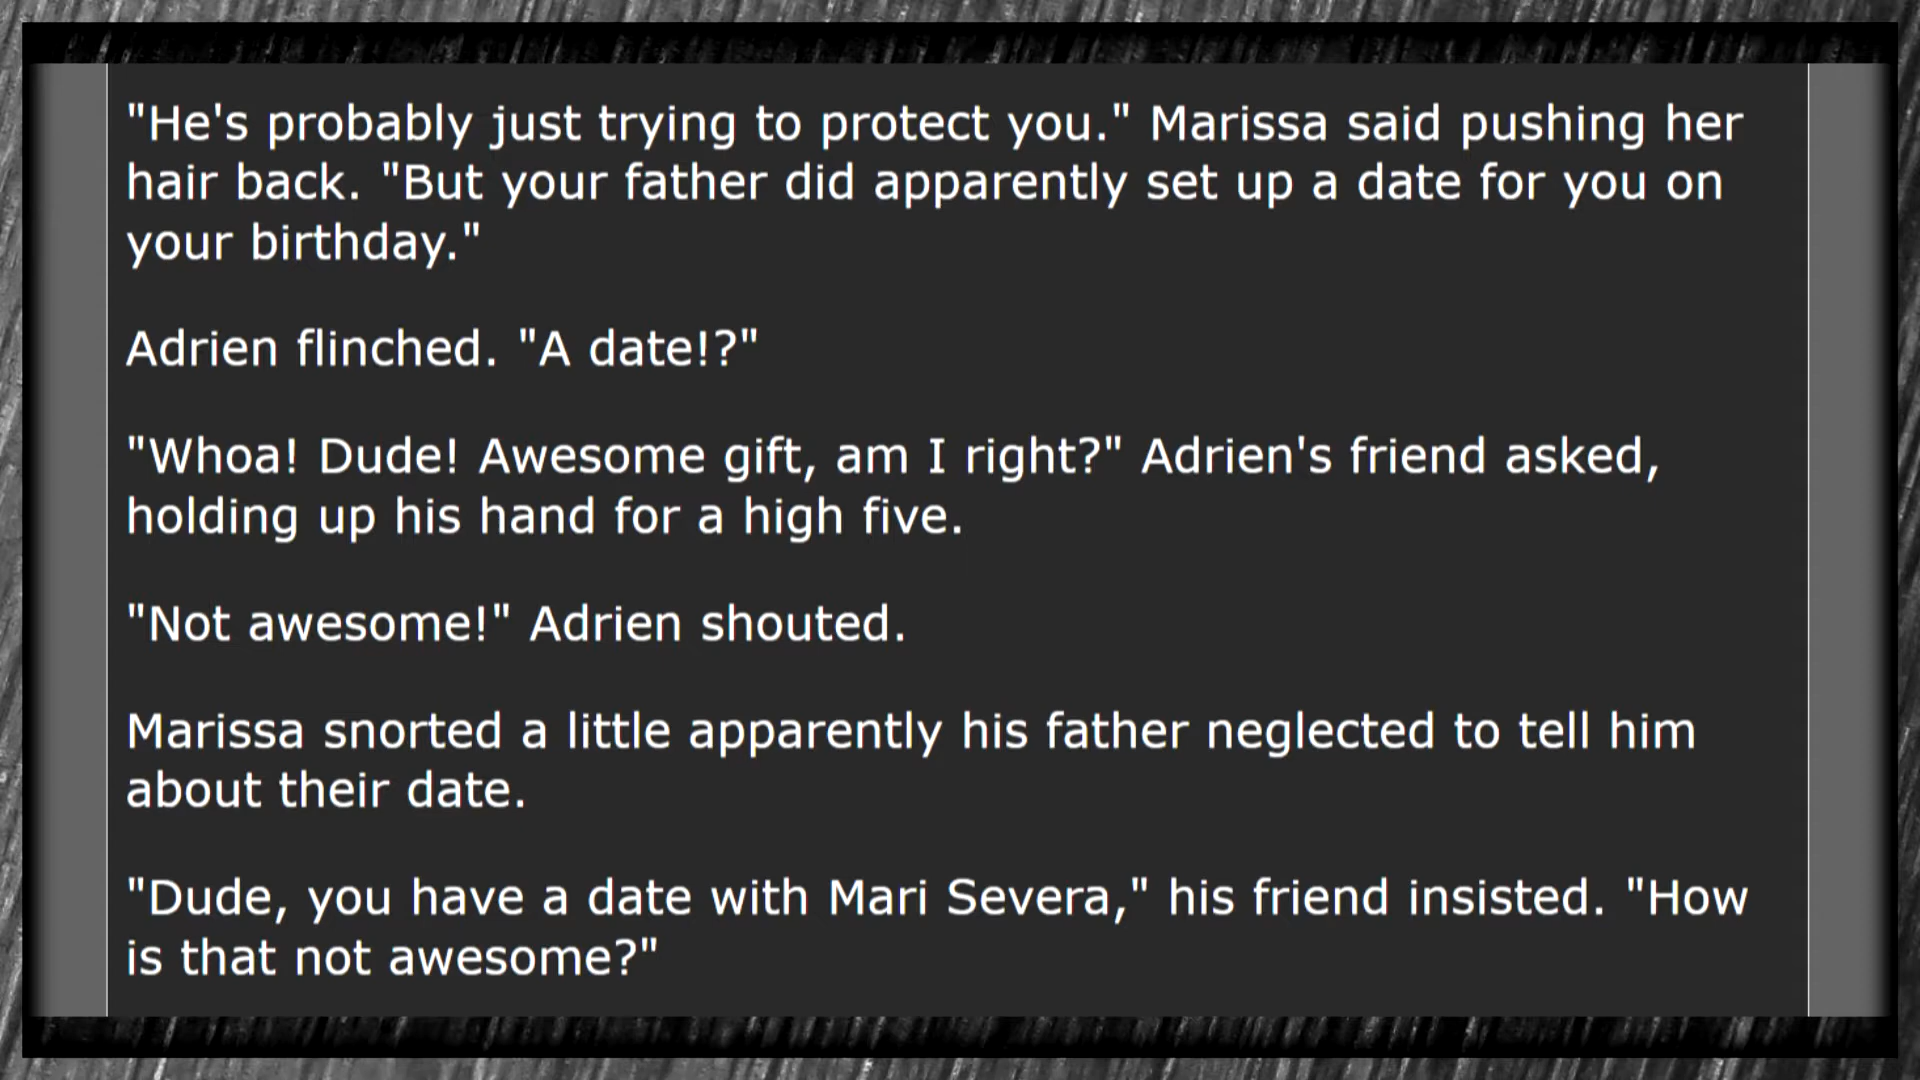 "He's probably just trying to protect you." Marissa said pushing her
hair back. "But your father did apparently set up a date for you on
your birthday."
Adrien flinched. "A date!?"
"Whoa! Dude! Awesome gift, am I right?" Adrien's friend asked,
holding up his hand for a high five.
"Not awesome!" Adrien shouted.
Marissa snorted a little apparently his father neglected to tell him
about their date.
"Dude, you have a date with Mari Severa," his friend insisted. "How
is that not awesome?"